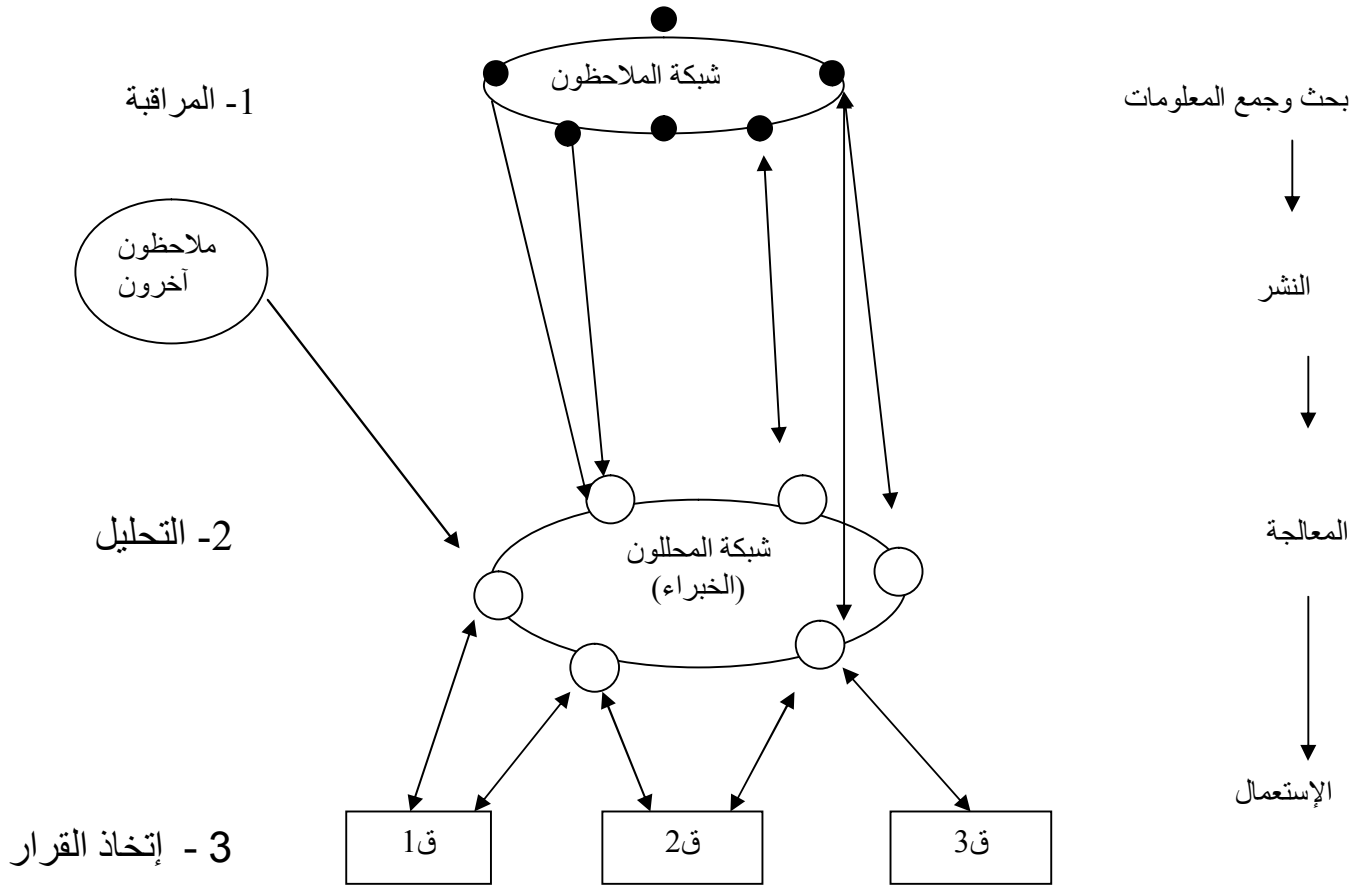 شبكة الملاحظون
1- المراقبة
بحث وجمع المعلومات
ملاحظون
آخرون
النشر
2- التحليل
شبكة المحللون
(الخبراء)
المعالجة
الإستعمال
3 - إتخاذ القرار
ق1
ق2
ق3